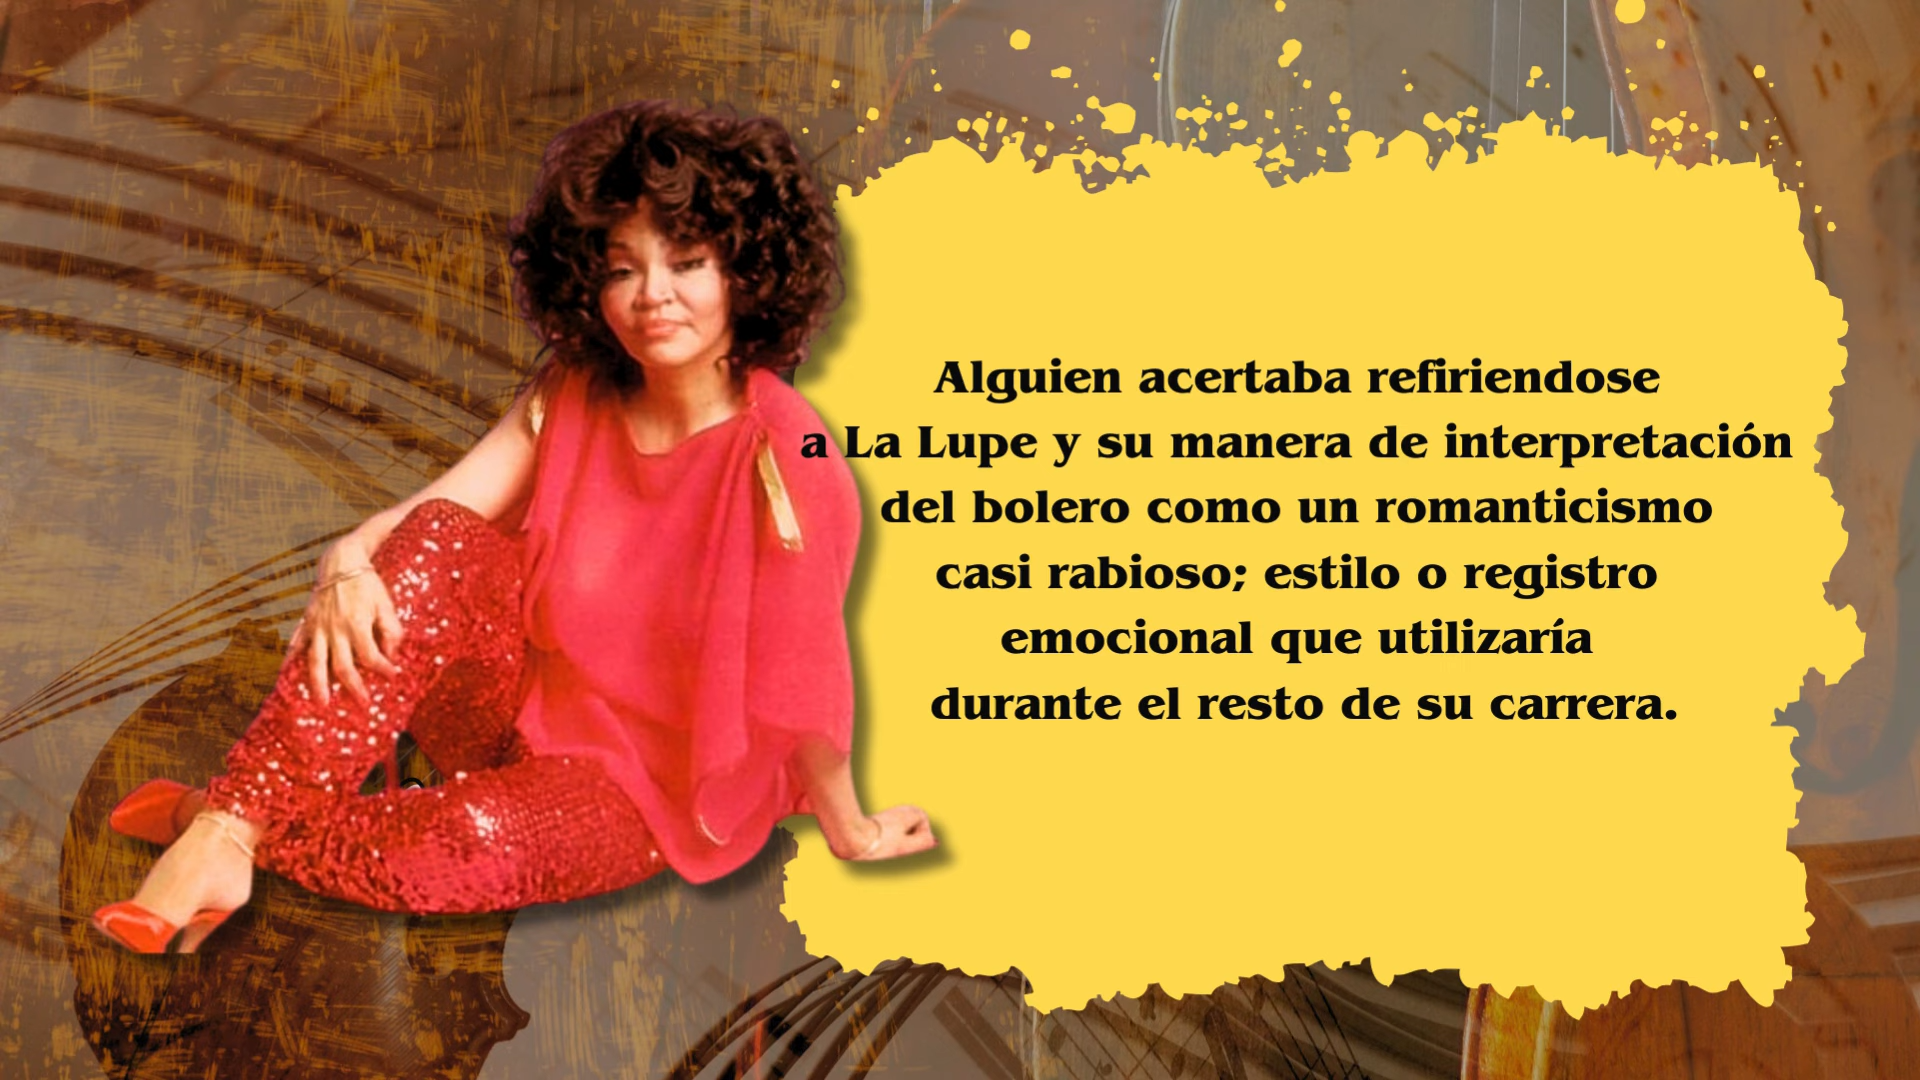 Alguien acertaba refiriendose
a La Lupe y su manera de interpretación
del bolero como un romanticismo
casi rabioso; estilo o registro
emocional que utilizaría
durante el resto de su carrera.